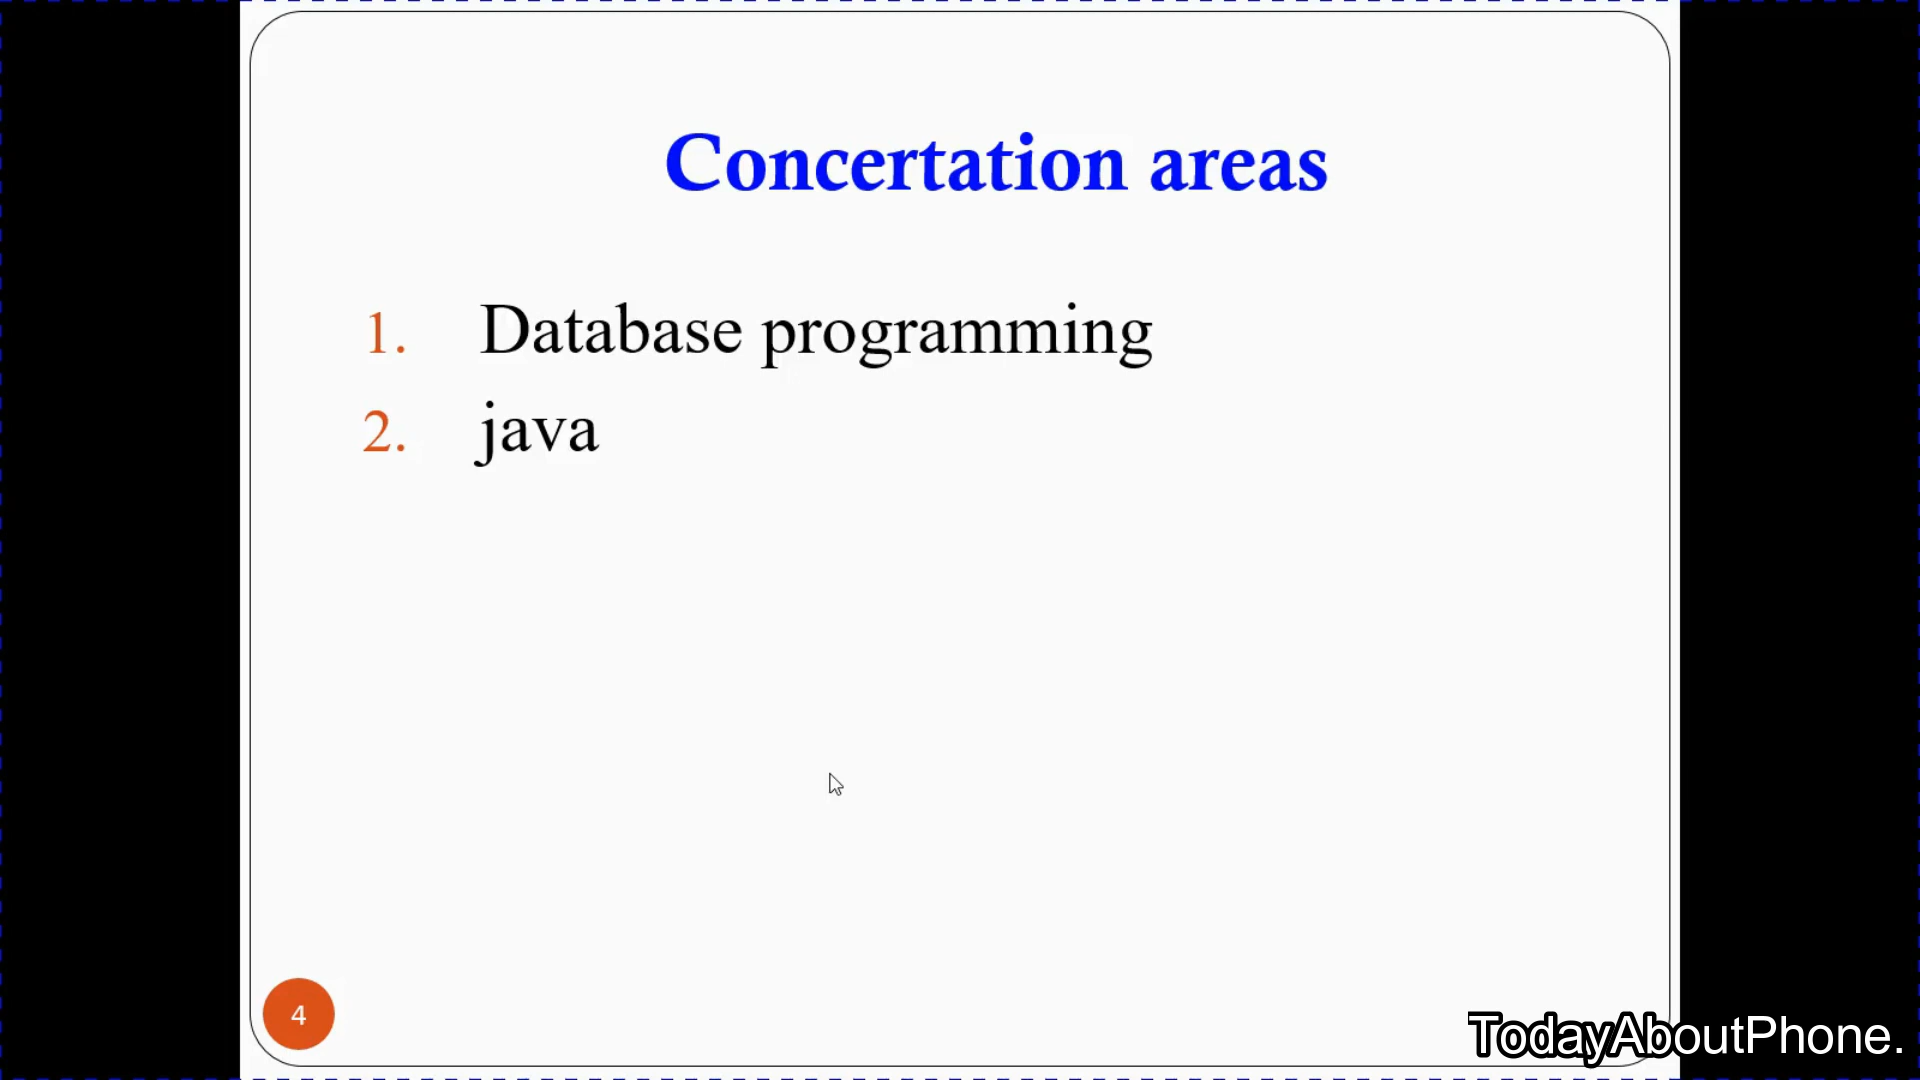 Concertation areas
1. Database programming
2. java
4
TodayAboutPhone.